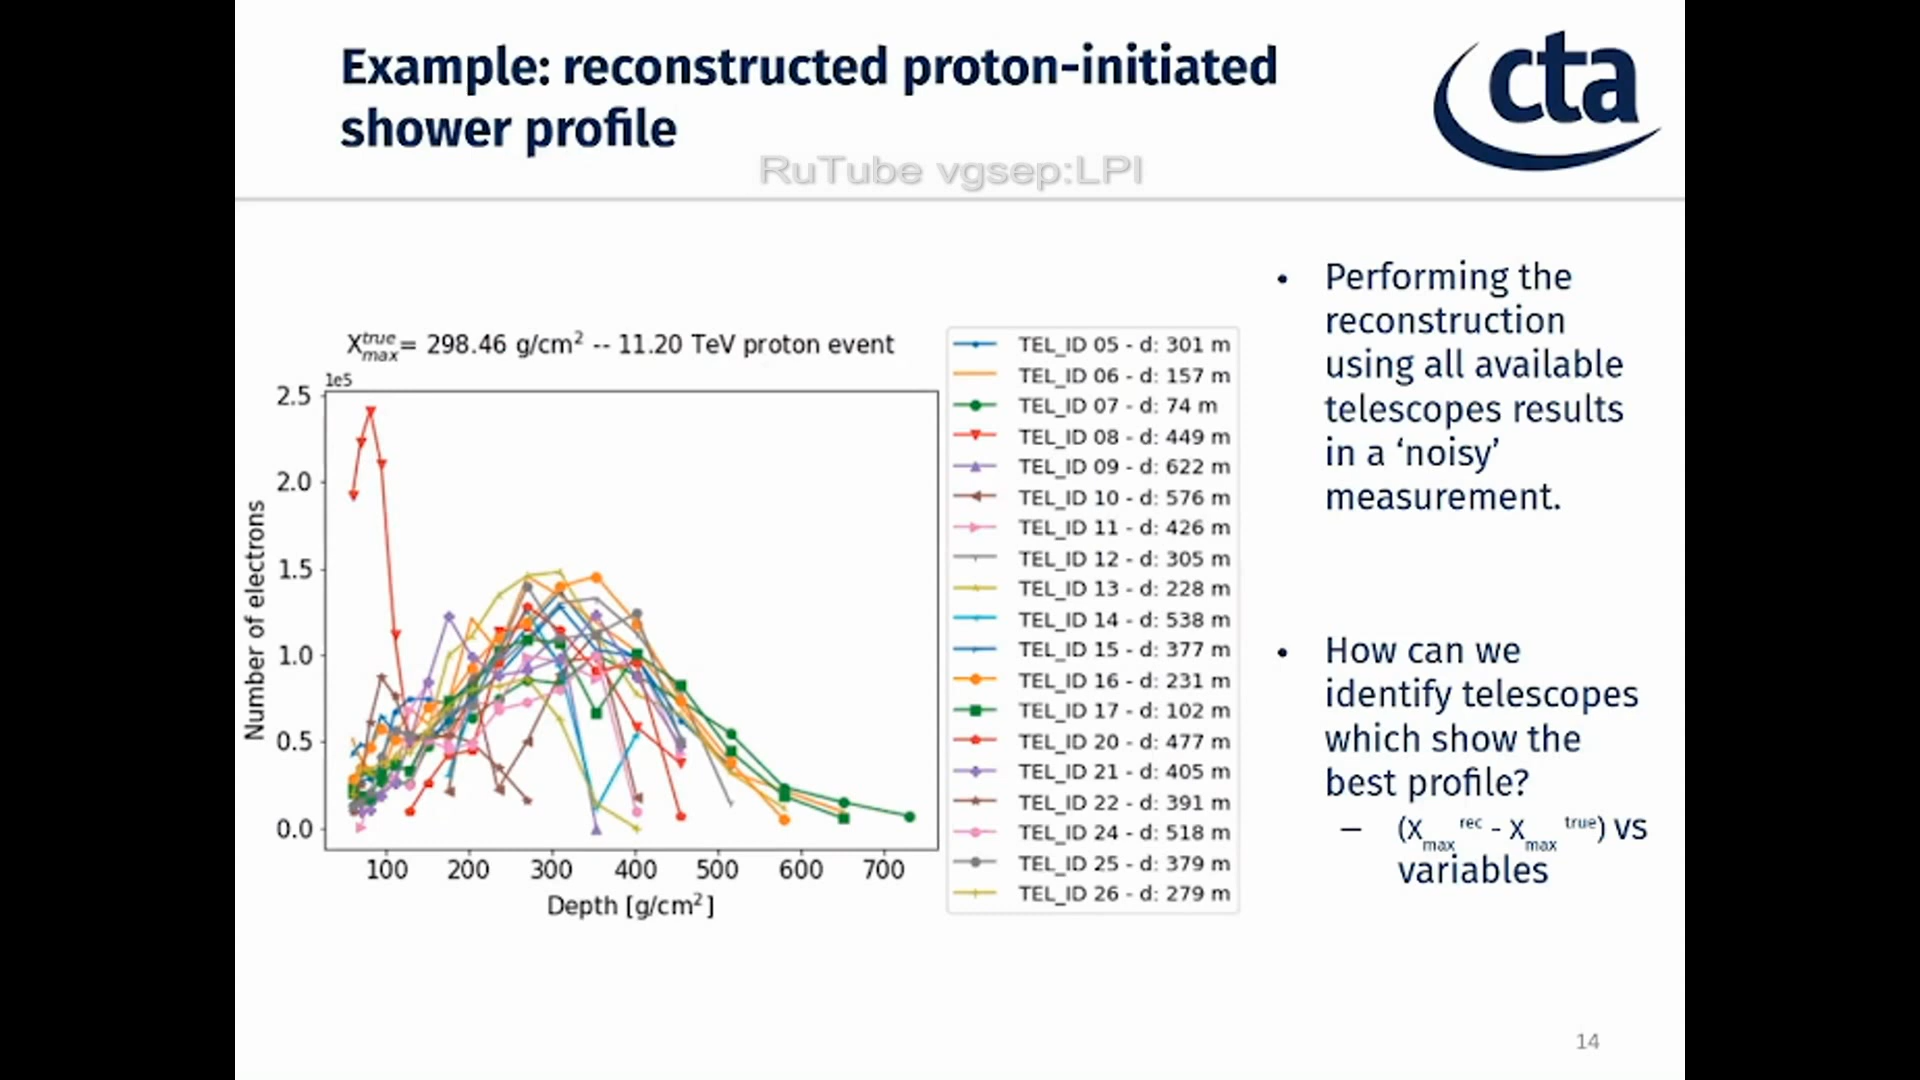 Example: reconstructed proton-initiated
shower profile
cta
RuTube vgsep:LPI
X_max^true= 298.46 g/cm² -- 11.20 TeV proton event
1e5
2.5
2.0
1.5
1.0
0.5
0.0
Number of electrons
100 200 300 400 500 600 700
Depth [g/cm²]
TEL_ID 05 - d: 301 m
TEL_ID 06 - d: 157 m
TEL_ID 07 - d: 74 m
TEL_ID 08 - d: 449 m
TEL_ID 09 - d: 622 m
TEL_ID 10 - d: 576 m
TEL_ID 11 - d: 426 m
TEL_ID 12 - d: 305 m
TEL_ID 13 - d: 228 m
TEL_ID 14 - d: 538 m
TEL_ID 15 - d: 377 m
TEL_ID 16 - d: 231 m
TEL_ID 17 - d: 102 m
TEL_ID 20 - d: 477 m
TEL_ID 21 - d: 405 m
TEL_ID 22 - d: 391 m
TEL_ID 24 - d: 518 m
TEL_ID 25 - d: 379 m
TEL_ID 26 - d: 279 m
• Performing the
reconstruction
using all available
telescopes results
in a ‘noisy’
measurement.
• How can we
identify telescopes
which show the
best profile?
– (X_max^rec - X_max^true) vs
variables
14